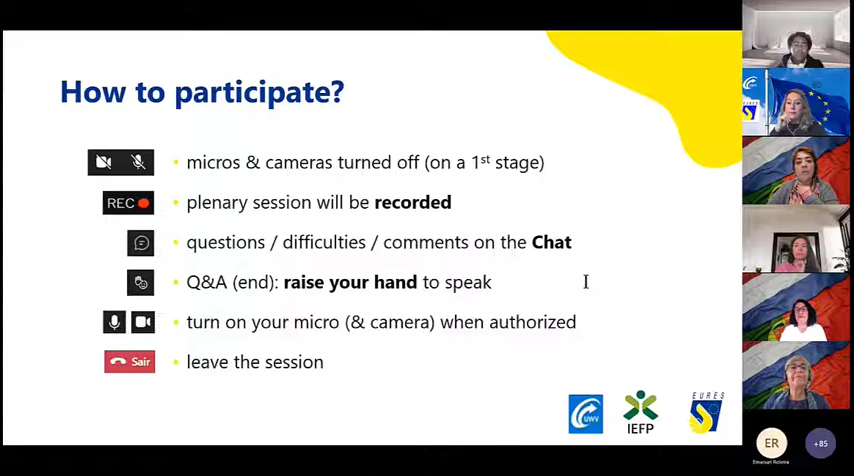 How to participate?
micros & cameras turned off (on a 1st stage)
REC
plenary session will be recorded
questions / difficulties / comments on the Chat
Q&A (end): raise your hand to speak
turn on your micro (& camera) when authorized
Sair
leave the session
UWV
IEFP
EURES
ER
+85